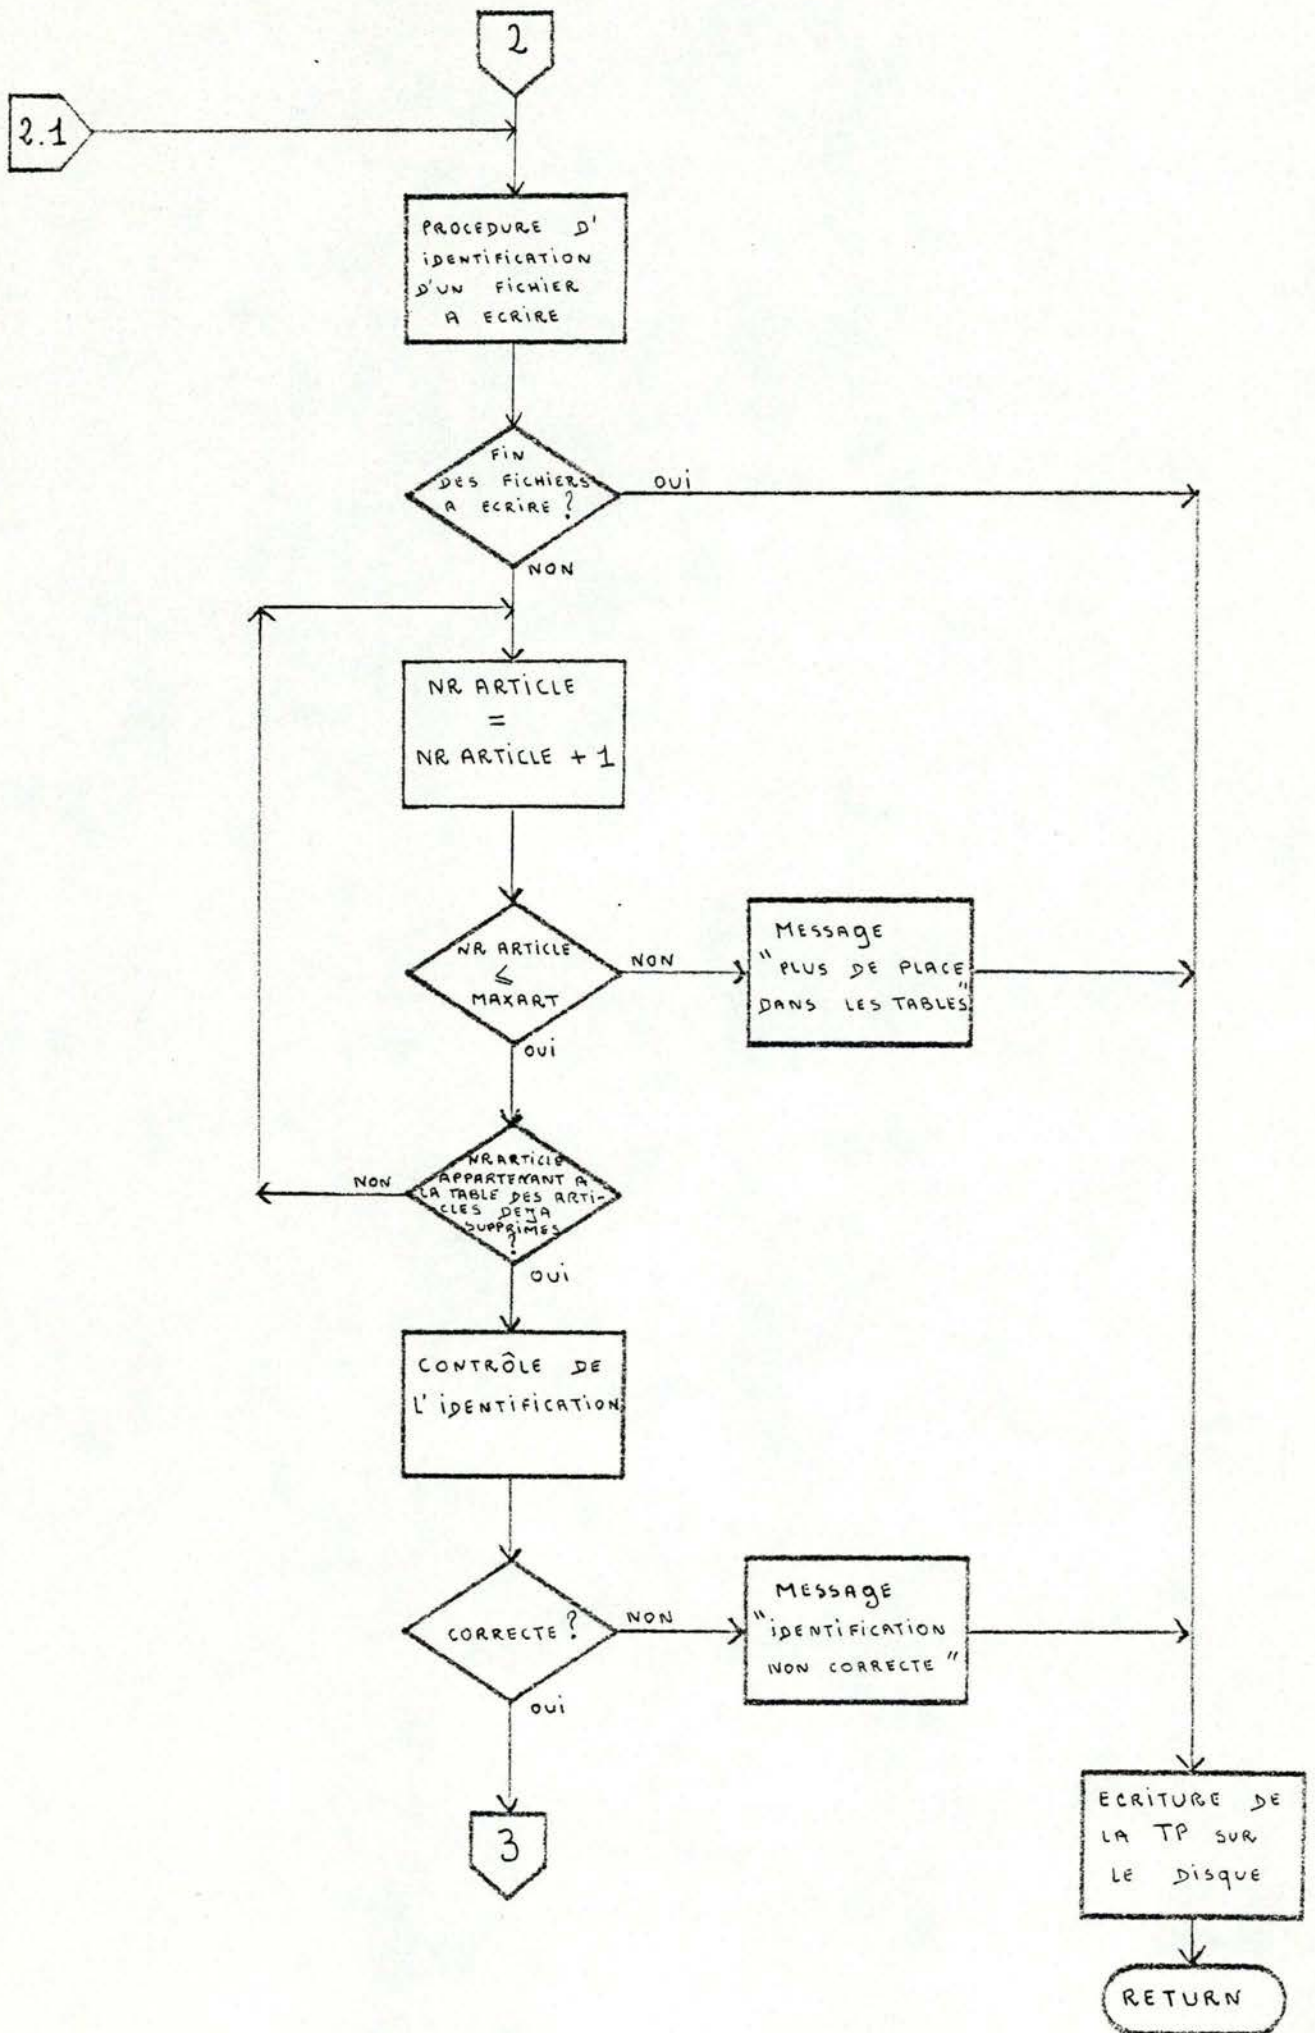 2
2.1
PROCEDURE D'
IDENTIFICATION
D'UN FICHIER
A ECRIRE
FIN
DES FICHIERS
A ECRIRE ?
OUI
NON
NR ARTICLE
=
NR ARTICLE + 1
NR ARTICLE
≤
MAXART
NON
OUI
MESSAGE
"PLUS DE PLACE
DANS LES TABLES"
NR ARTICLE
APPARTENANT A
LA TABLE DES ARTI-
CLES DEJA
SUPPRIMES
?
NON
OUI
CONTRÔLE DE
L'IDENTIFICATION
CORRECTE ?
NON
OUI
MESSAGE
"IDENTIFICATION
NON CORRECTE"
3
ECRITURE DE
LA TP SUR
LE DISQUE
RETURN